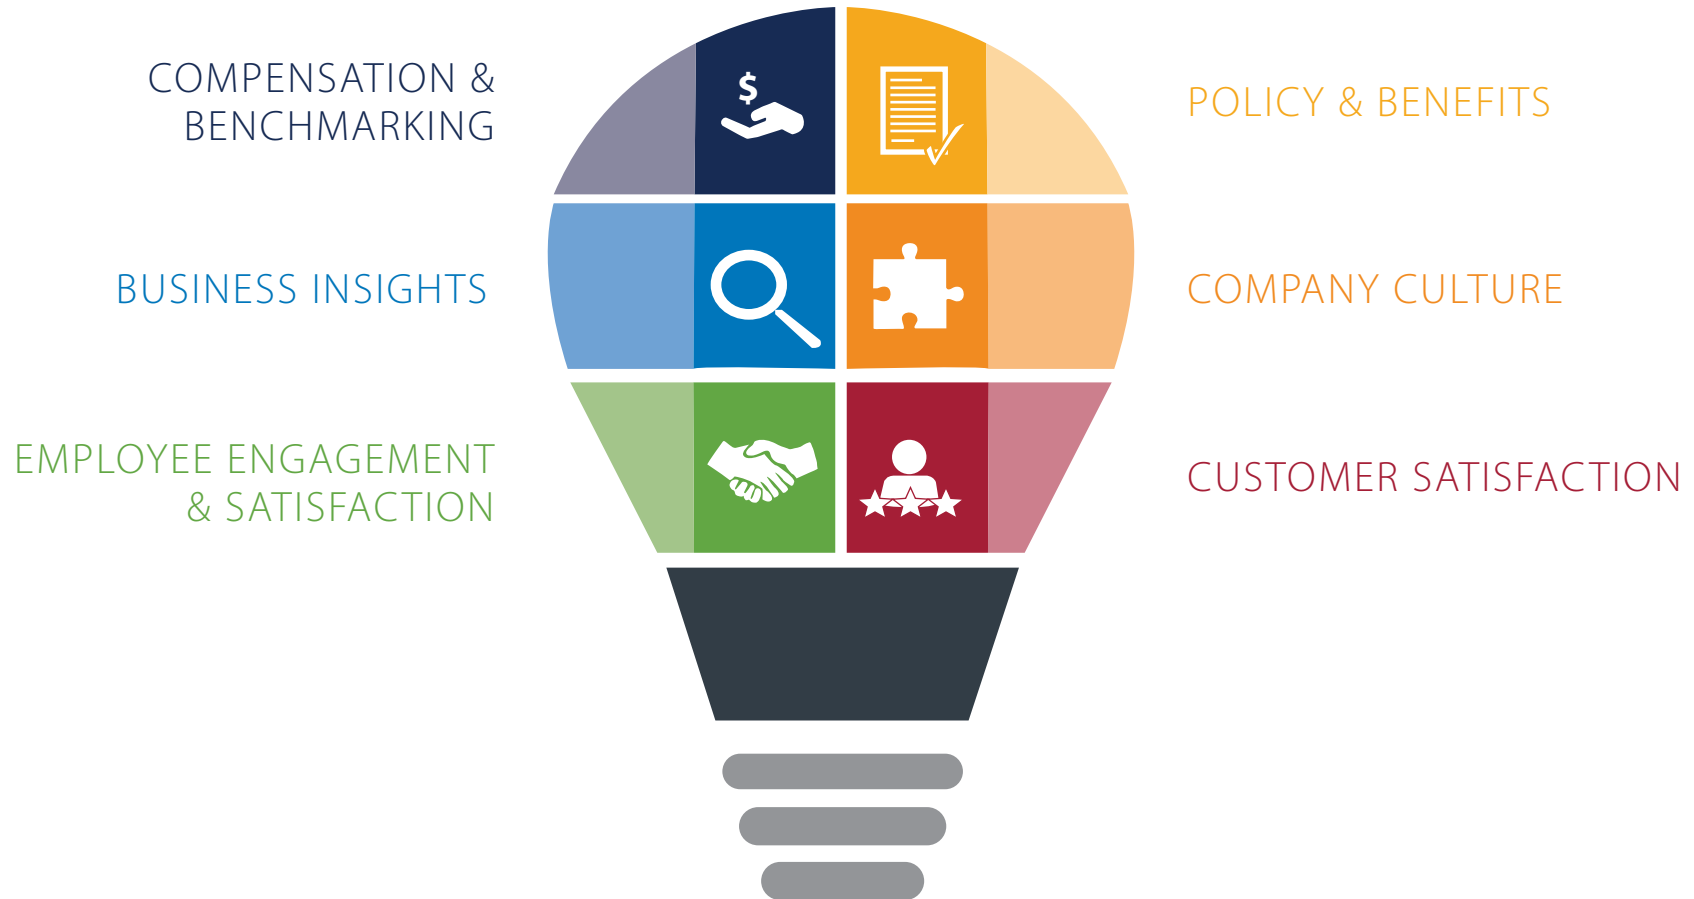 COMPENSATION &
BENCHMARKING
$
POLICY & BENEFITS
BUSINESS INSIGHTS
COMPANY CULTURE
EMPLOYEE ENGAGEMENT
& SATISFACTION
CUSTOMER SATISFACTION